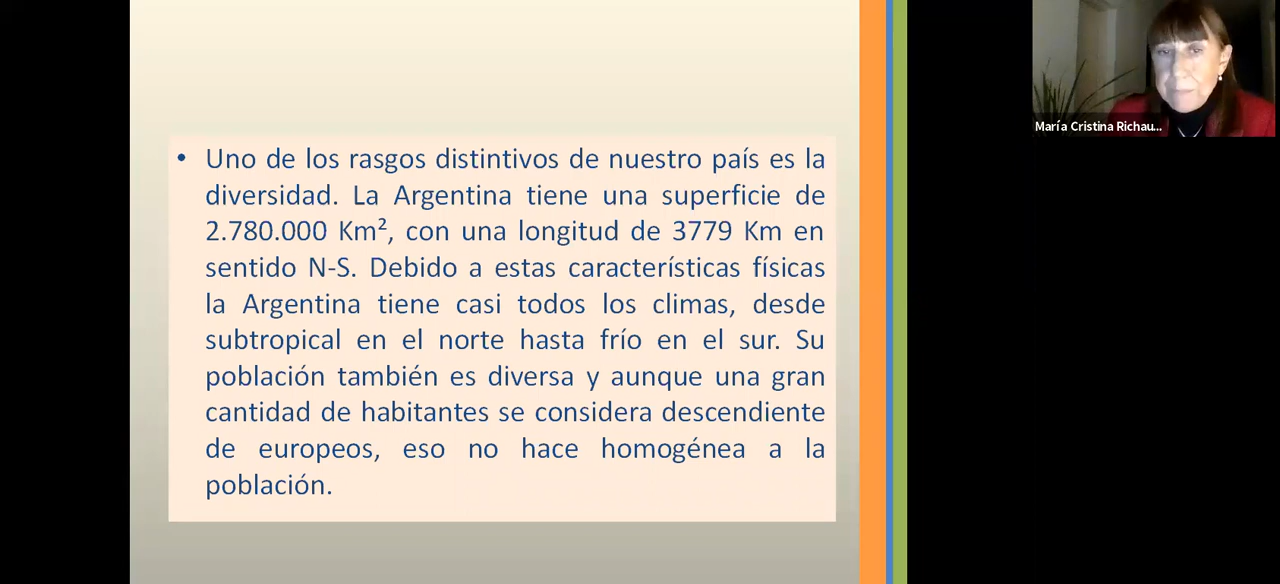 • Uno de los rasgos distintivos de nuestro país es la
diversidad. La Argentina tiene una superficie de
2.780.000 Km², con una longitud de 3779 Km en
sentido N-S. Debido a estas características físicas
la Argentina tiene casi todos los climas, desde
subtropical en el norte hasta frío en el sur. Su
población también es diversa y aunque una gran
cantidad de habitantes se considera descendiente
de europeos, eso no hace homogénea a la
población.
María Cristina Richau...